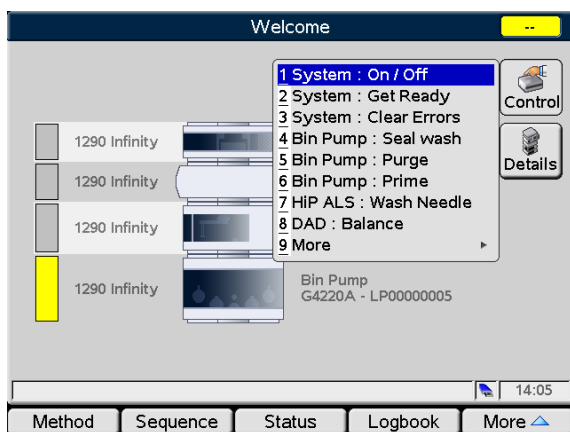 Welcome
--
1 System : On / Off
2 System : Get Ready
3 System : Clear Errors
4 Bin Pump : Seal wash
5 Bin Pump : Purge
6 Bin Pump : Prime
7 HiP ALS : Wash Needle
8 DAD : Balance
9 More
Control
Details
1290 Infinity
1290 Infinity
1290 Infinity
1290 Infinity
Bin Pump
G4220A - LP00000005
14:05
Method Sequence Status Logbook More